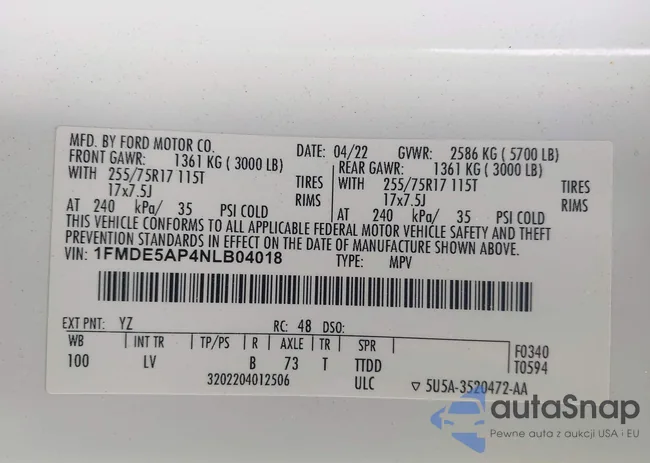 MFD. BY FORD MOTOR CO. DATE: 04/22 GVWR: 2586 KG ( 5700 LB)
FRONT GAWR: 1361 KG ( 3000 LB) REAR GAWR: 1361 KG ( 3000 LB)
WITH 255/75R17 115T TIRES WITH 255/75R17 115T TIRES
17x7.5J RIMS 17x7.5J RIMS
AT 240 kPa/ 35 PSI COLD AT 240 kPa/ 35 PSI COLD
THIS VEHICLE CONFORMS TO ALL APPLICABLE FEDERAL MOTOR VEHICLE SAFETY AND THEFT
PREVENTION STANDARDS IN EFFECT ON THE DATE OF MANUFACTURE SHOWN ABOVE.
VIN: 1FMDE5AP4NLB04018 TYPE: MPV
EXT PNT: YZ RC: 48 DSO:
WB INT TR TP/PS R AXLE TR SPR F0340
100 LV B 73 T TTDD T0594
3202204012506 ULC ▽ 5U5A-3520472-AA
autaSnap
Pewne auta z aukcji USA i EU